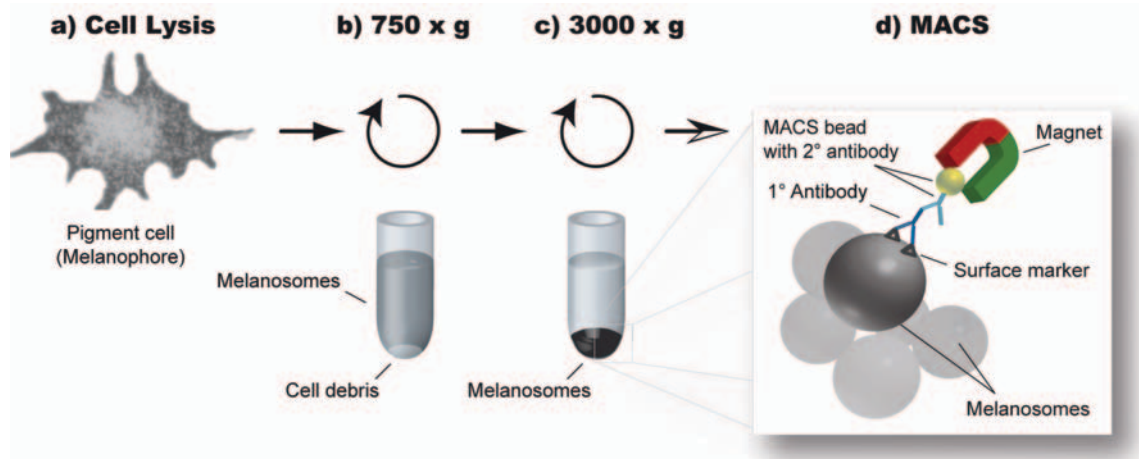 a) Cell Lysis
b) 750 x g
c) 3000 x g
d) MACS
Pigment cell
(Melanophore)
Melanosomes
Cell debris
Melanosomes
MACS bead
with 2° antibody
Magnet
1° Antibody
Surface marker
Melanosomes